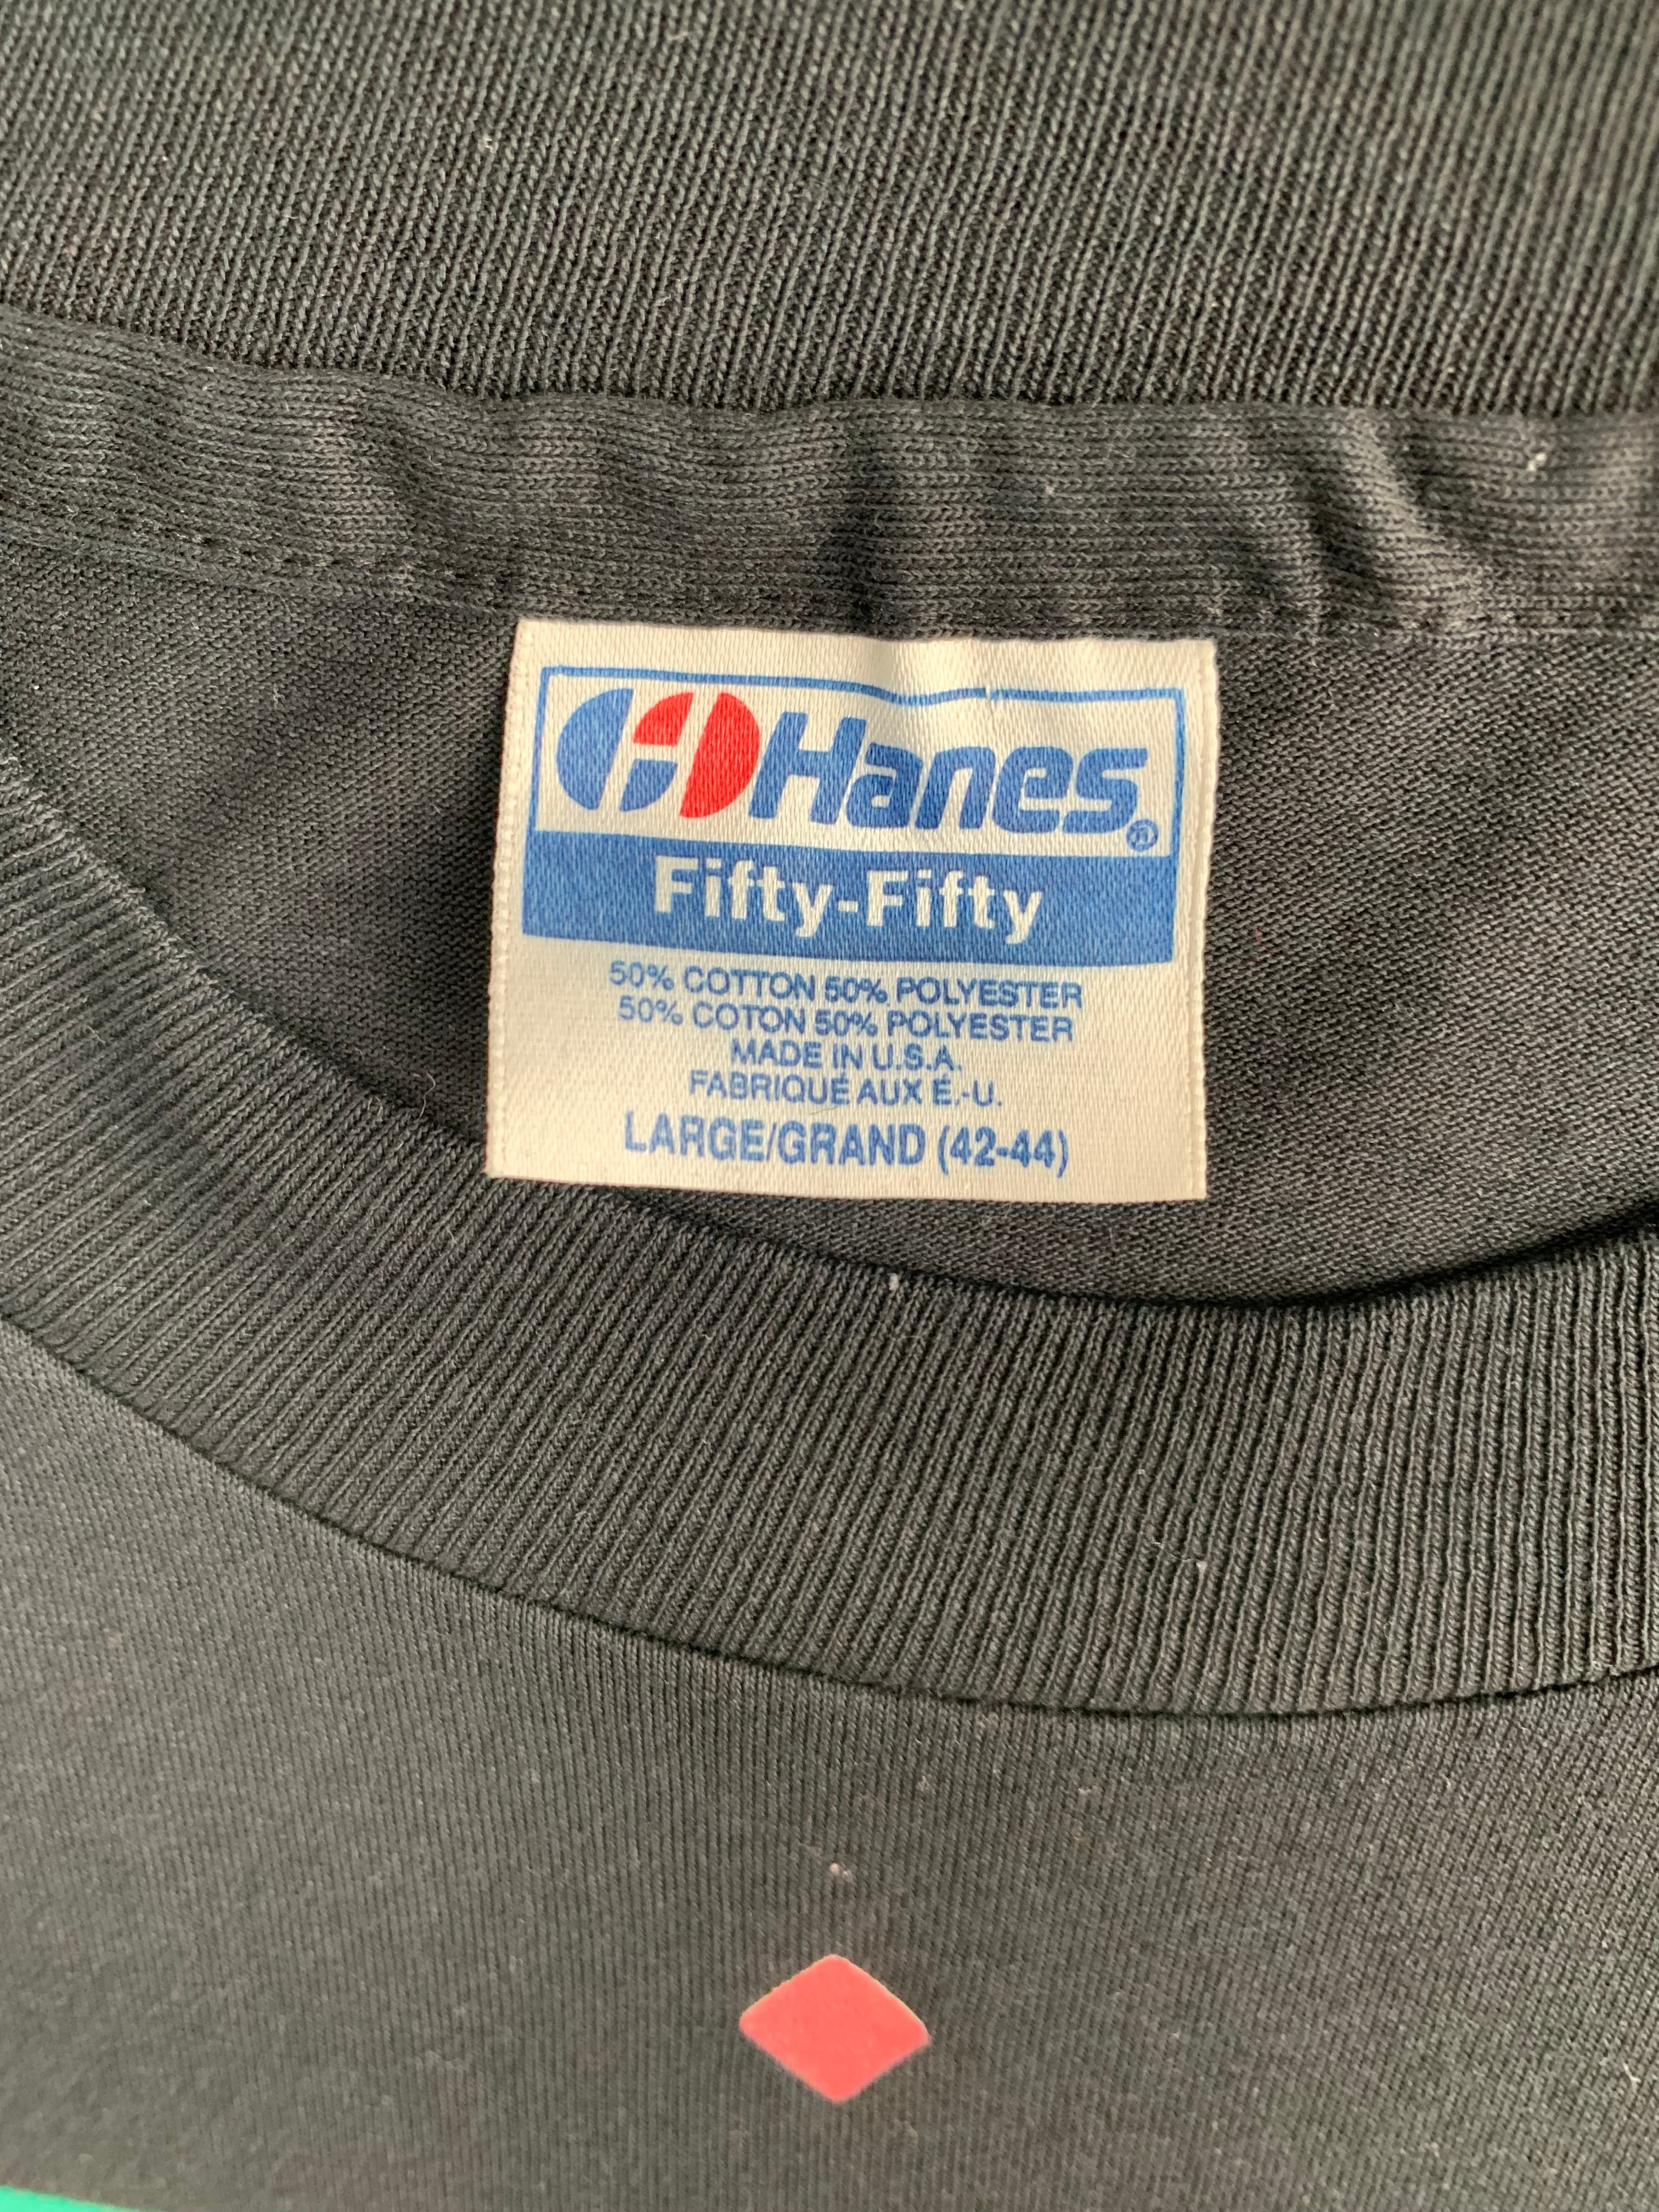 Hanes®
Fifty-Fifty
50% COTTON 50% POLYESTER
50% COTON 50% POLYESTER
MADE IN U.S.A.
FABRIQUÉ AUX É.-U.
LARGE/GRAND (42-44)